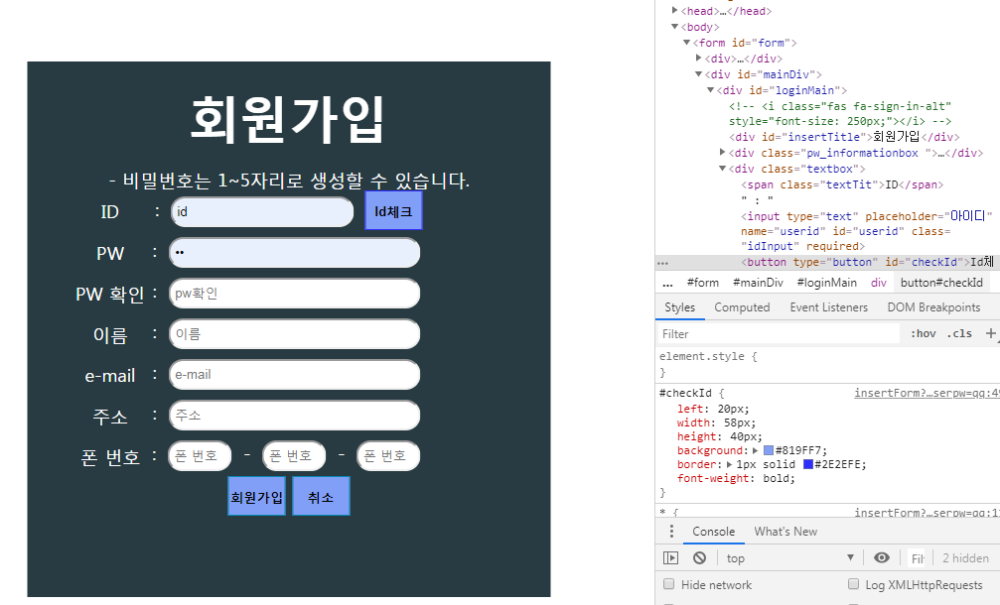 회원가입
- 비밀번호는 1~5자리로 생성할 수 있습니다.
ID : id Id체크
PW : ••
PW 확인 : pw확인
이름 : 이름
e-mail : e-mail
주소 : 주소
폰 번호 : 폰 번호 - 폰 번호 - 폰 번호
회원가입 취소
▶<head>…</head>
▼<body>
▼<form id="form">
▶<div>…</div>
▼<div id="mainDiv">
▼<div id="loginMain">
<!-- <i class="fas fa-sign-in-alt"
style="font-size: 250px;"></i> -->
<div id="insertTitle">회원가입</div>
▶<div class="pw_informationbox ">…</div>
▼<div class="textbox">
<span class="textTit">ID</span>
" : "
<input type="text" placeholder="아이디"
name="userid" id="userid" class=
"idInput" required>
… <button type="button" id="checkId">Id체
… #form #mainDiv #loginMain div button#checkId
Styles Computed Event Listeners DOM Breakpoints
Filter :hov .cls +
element.style {
}
#checkId { insertForm?…serpw=qq:49
left: 20px;
width: 58px;
height: 40px;
background: ▶ #819FF7;
border: ▶ 1px solid #2E2EFE;
font-weight: bold;
}
* { insertForm?…serpw=qq:1
Console What's New
top ▼ Fil 2 hidden
Hide network Log XMLHttpRequests